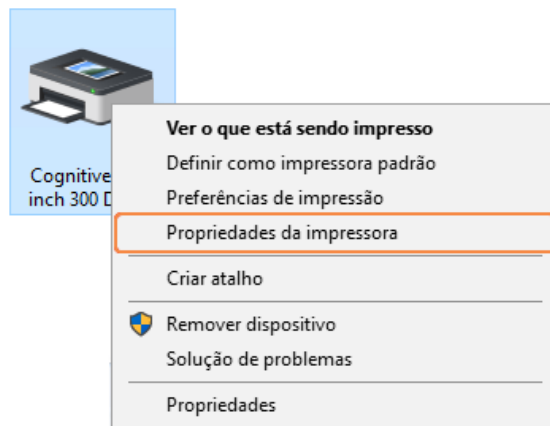 Cognitive
inch 300
Ver o que está sendo impresso
Definir como impressora padrão
Preferências de impressão
Propriedades da impressora
Criar atalho
Remover dispositivo
Solução de problemas
Propriedades